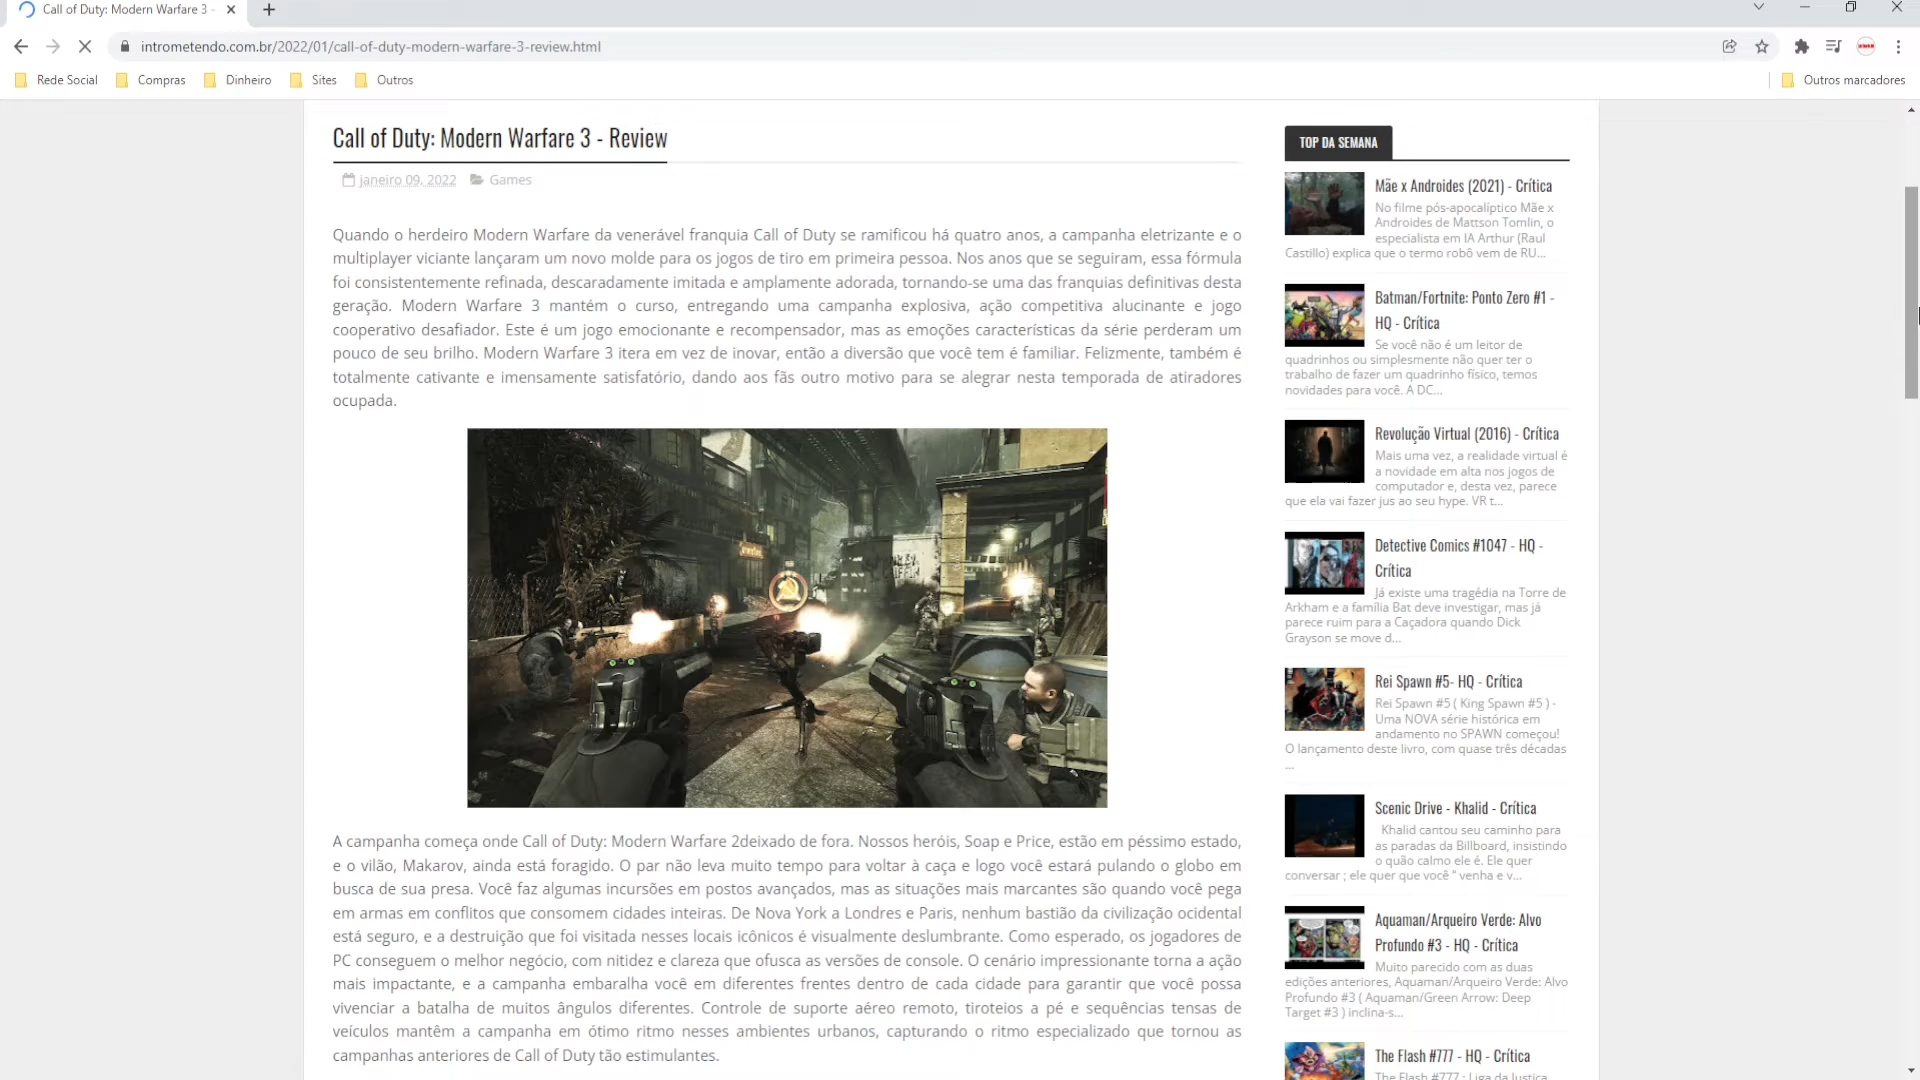 Call of Duty: Modern Warfare 3 -
intrometendo.com.br/2022/01/call-of-duty-modern-warfare-3-review.html
Rede Social
Compras
Dinheiro
Sites
Outros
Outros marcadores
Call of Duty: Modern Warfare 3 - Review
janeiro 09, 2022 Games
Quando o herdeiro Modern Warfare da venerável franquia Call of Duty se ramificou há quatro anos, a campanha eletrizante e o
multiplayer viciante lançaram um novo molde para os jogos de tiro em primeira pessoa. Nos anos que se seguiram, essa fórmula
foi consistentemente refinada, descaradamente imitada e amplamente adorada, tornando-se uma das franquias definitivas desta
geração. Modern Warfare 3 mantém o curso, entregando uma campanha explosiva, ação competitiva alucinante e jogo
cooperativo desafiador. Este é um jogo emocionante e recompensador, mas as emoções características da série perderam um
pouco de seu brilho. Modern Warfare 3 itera em vez de inovar, então a diversão que você tem é familiar. Felizmente, também é
totalmente cativante e imensamente satisfatório, dando aos fãs outro motivo para se alegrar nesta temporada de atiradores
ocupada.
A campanha começa onde Call of Duty: Modern Warfare 2deixado de fora. Nossos heróis, Soap e Price, estão em péssimo estado,
e o vilão, Makarov, ainda está foragido. O par não leva muito tempo para voltar à caça e logo você estará pulando o globo em
busca de sua presa. Você faz algumas incursões em postos avançados, mas as situações mais marcantes são quando você pega
em armas em conflitos que consomem cidades inteiras. De Nova York a Londres e Paris, nenhum bastião da civilização ocidental
está seguro, e a destruição que foi visitada nesses locais icônicos é visualmente deslumbrante. Como esperado, os jogadores de
PC conseguem o melhor negócio, com nitidez e clareza que ofusca as versões de console. O cenário impressionante torna a ação
mais impactante, e a campanha embaralha você em diferentes frentes dentro de cada cidade para garantir que você possa
vivenciar a batalha de muitos ângulos diferentes. Controle de suporte aéreo remoto, tiroteios a pé e sequências tensas de
veículos mantêm a campanha em ótimo ritmo nesses ambientes urbanos, capturando o ritmo especializado que tornou as
campanhas anteriores de Call of Duty tão estimulantes.
TOP DA SEMANA
Mãe x Androides (2021) - Crítica
No filme pós-apocalíptico Mãe x
Androides de Mattson Tomlin, o
especialista em IA Arthur (Raul
Castillo) explica que o termo robô vem de RU...
Batman/Fortnite: Ponto Zero #1 -
HQ - Crítica
Se você não é um leitor de
quadrinhos ou simplesmente não quer ter o
trabalho de fazer um quadrinho físico, temos
novidades para você. A DC...
Revolução Virtual (2016) - Crítica
Mais uma vez, a realidade virtual é
a novidade em alta nos jogos de
computador e, desta vez, parece
que ela vai fazer jus ao seu hype. VR t...
Detective Comics #1047 - HQ -
Crítica
Já existe uma tragédia na Torre de
Arkham e a família Bat deve investigar, mas já
parece ruim para a Caçadora quando Dick
Grayson se move d...
Rei Spawn #5- HQ - Crítica
Rei Spawn #5 ( King Spawn #5 ) -
Uma NOVA série histórica em
andamento no SPAWN começou!
O lançamento deste livro, com quase três décadas
...
Scenic Drive - Khalid - Crítica
Khalid cantou seu caminho para
as paradas da Billboard, insistindo
o quão calmo ele é. Ele quer
conversar ; ele quer que você “ venha e v...
Aquaman/Arqueiro Verde: Alvo
Profundo #3 - HQ - Crítica
Muito parecido com as duas
edições anteriores, Aquaman/Arqueiro Verde: Alvo
Profundo #3 ( Aquaman/Green Arrow: Deep
Target #3 ) inclina-s...
The Flash #777 - HQ - Crítica
The Flash #777 : Liga da Justiça